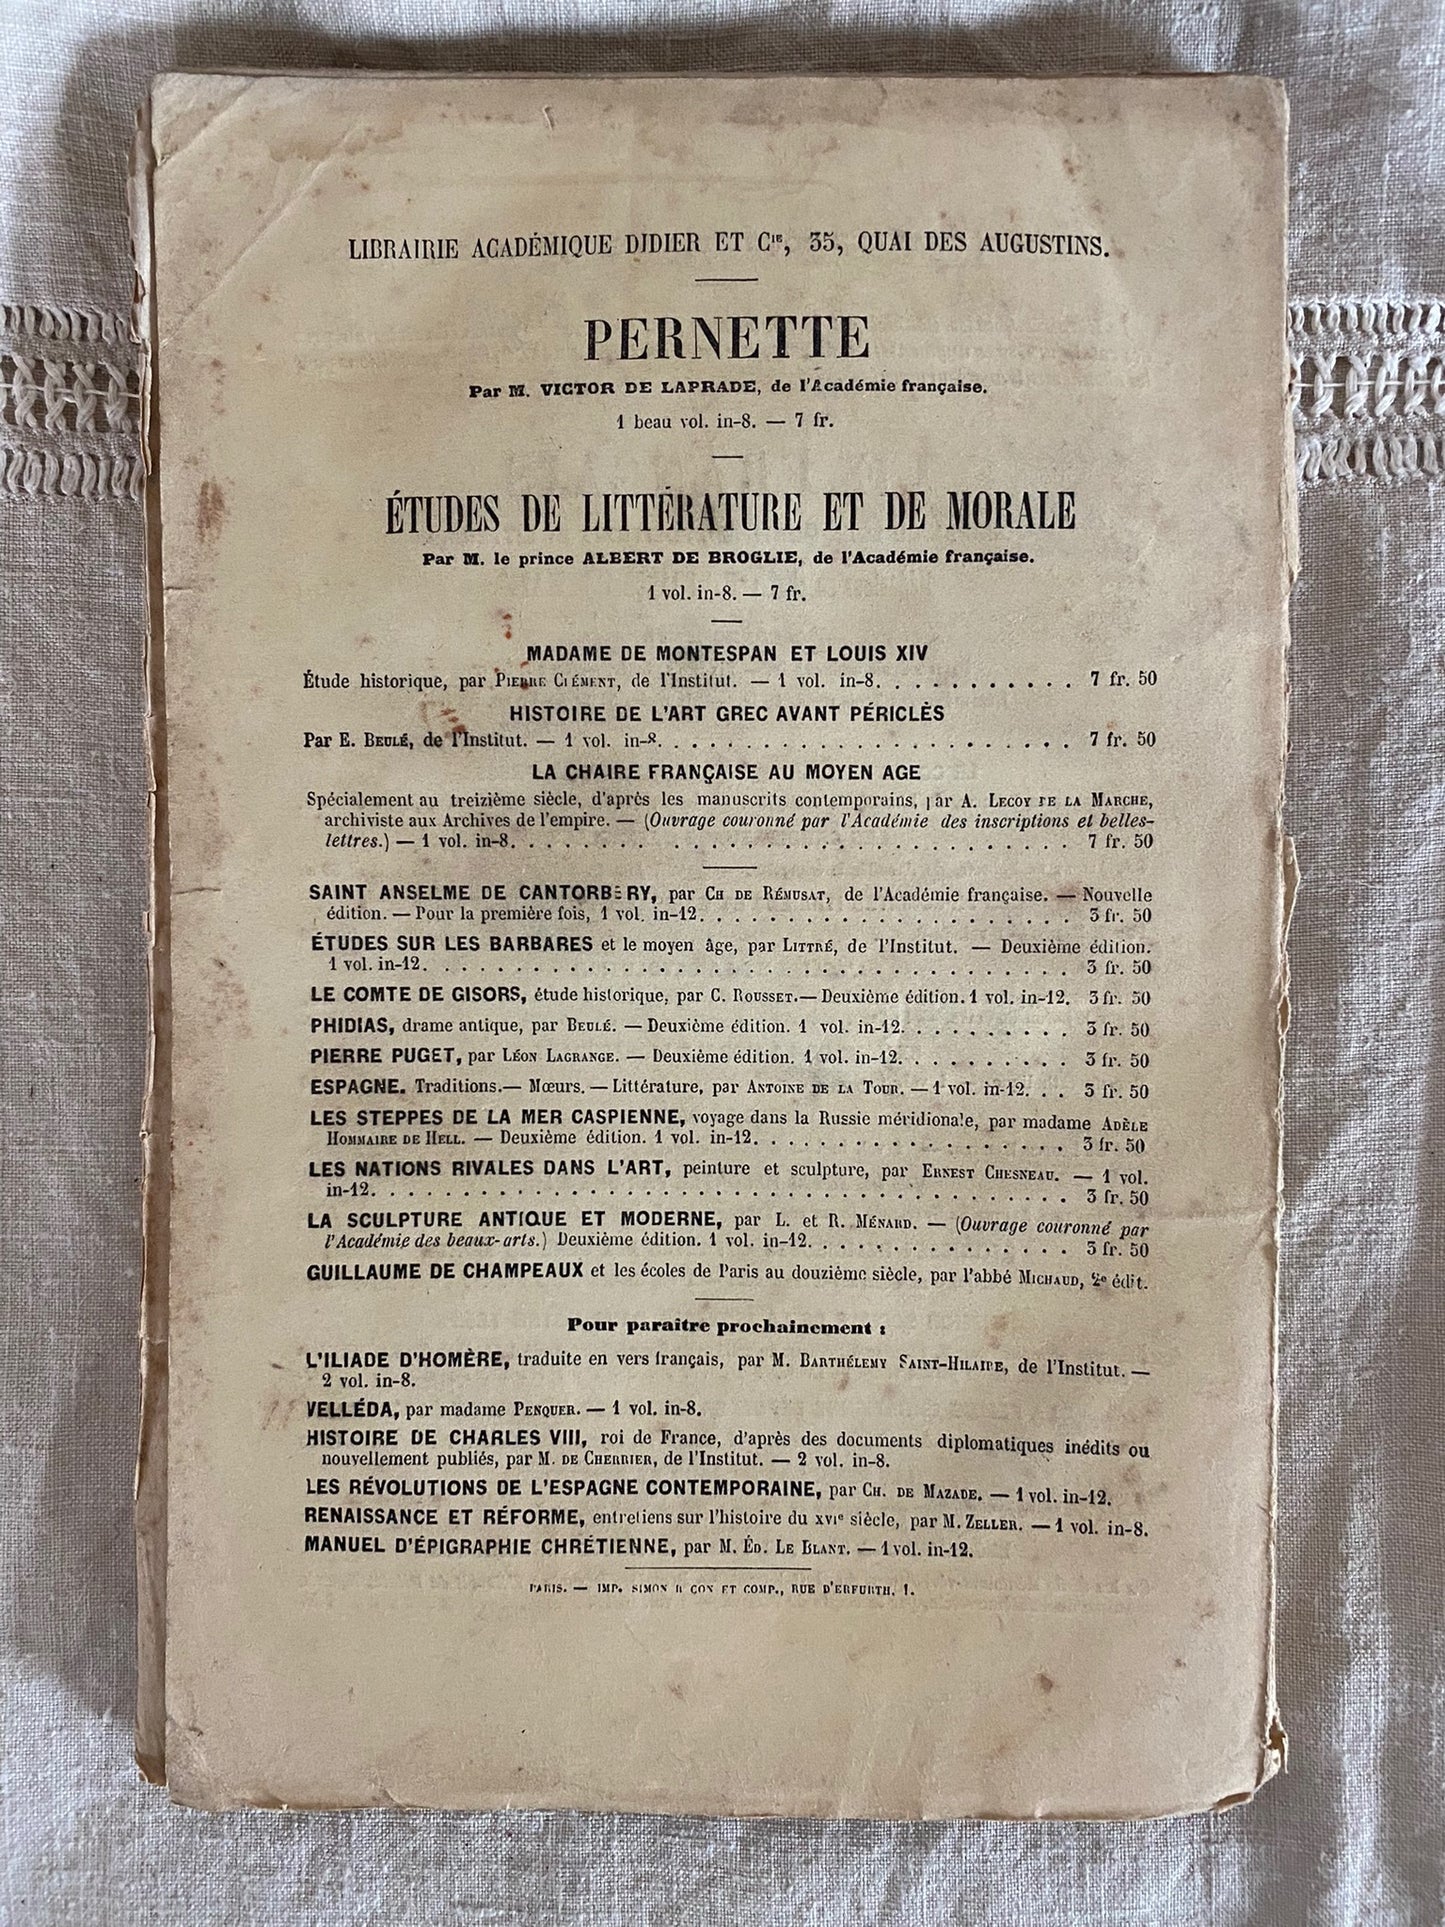 LIBRAIRIE ACADÉMIQUE DIDIER ET Cie, 35, QUAI DES AUGUSTINS.
PERNETTE
Par M. VICTOR DE LAPRADE, de l'Académie française.
1 beau vol. in-8. — 7 fr.
ÉTUDES DE LITTÉRATURE ET DE MORALE
Par M. le prince ALBERT DE BROGLIE, de l'Académie française.
1 vol. in-8. — 7 fr.
MADAME DE MONTESPAN ET LOUIS XIV
Étude historique, par PIERRE CLÉMENT, de l'Institut. — 1 vol. in-8. . . . . . . . . . . . 7 fr. 50
HISTOIRE DE L'ART GREC AVANT PÉRICLÈS
Par E. BEULÉ, de l'Institut. — 1 vol. in-8. . . . . . . . . . . . . . . . . . . . . . . 7 fr. 50
LA CHAIRE FRANÇAISE AU MOYEN AGE
Spécialement au treizième siècle, d'après les manuscrits contemporains, par A. LECOY DE LA MARCHE,
archiviste aux Archives de l'empire. — (Ouvrage couronné par l'Académie des inscriptions et belles-
lettres.) — 1 vol. in-8. . . . . . . . . . . . . . . . . . . . . . . . . . . . . . 7 fr. 50
SAINT ANSELME DE CANTORBERY, par CH DE RÉMUSAT, de l'Académie française. — Nouvelle
édition. — Pour la première fois, 1 vol. in-12. . . . . . . . . . . . . . . . . . . . 3 fr. 50
ÉTUDES SUR LES BARBARES et le moyen âge, par LITTRÉ, de l'Institut. — Deuxième édition.
1 vol. in-12. . . . . . . . . . . . . . . . . . . . . . . . . . . . . . . . . . . 3 fr. 50
LE COMTE DE GISORS, étude historique, par C. ROUSSET. — Deuxième édition. 1 vol. in-12. 3 fr. 50
PHIDIAS, drame antique, par BEULÉ. — Deuxième édition. 1 vol. in-12. . . . . . . . . . 3 fr. 50
PIERRE PUGET, par LÉON LAGRANGE. — Deuxième édition. 1 vol. in-12. . . . . . . . . . 3 fr. 50
ESPAGNE. Traditions. — Mœurs. — Littérature, par ANTOINE DE LA TOUR. — 1 vol. in-12. . . 3 fr. 50
LES STEPPES DE LA MER CASPIENNE, voyage dans la Russie méridionale, par madame ADÈLE
HOMMAIRE DE HELL. — Deuxième édition. 1 vol. in-12. . . . . . . . . . . . . . . . . 3 fr. 50
LES NATIONS RIVALES DANS L'ART, peinture et sculpture, par ERNEST CHESNEAU. — 1 vol.
in-12. . . . . . . . . . . . . . . . . . . . . . . . . . . . . . . . . . . . . . 3 fr. 50
LA SCULPTURE ANTIQUE ET MODERNE, par L. et R. MÉNARD. — (Ouvrage couronné par
l'Académie des beaux-arts.) Deuxième édition. 1 vol. in-12. . . . . . . . . . . . . . 3 fr. 50
GUILLAUME DE CHAMPEAUX et les écoles de Paris au douzième siècle, par l'abbé MICHAUD, 2e édit.
Pour paraître prochainement :
L'ILIADE D'HOMÈRE, traduite en vers français, par M. BARTHÉLEMY SAINT-HILAIRE, de l'Institut. —
2 vol. in-8.
VELLÉDA, par madame PENQUER. — 1 vol. in-8.
HISTOIRE DE CHARLES VIII, roi de France, d'après des documents diplomatiques inédits ou
nouvellement publiés, par M. DE CHERRIER, de l'Institut. — 2 vol. in-8.
LES RÉVOLUTIONS DE L'ESPAGNE CONTEMPORAINE, par CH. DE MAZADE. — 1 vol. in-12.
RENAISSANCE ET RÉFORME, entretiens sur l'histoire du XVIe siècle, par M. ZELLER. — 1 vol. in-8.
MANUEL D'ÉPIGRAPHIE CHRÉTIENNE, par M. ÉD. LE BLANT. — 1 vol. in-12.
PARIS. — IMP. SIMON RAÇON ET COMP., RUE D'ERFURTH, 1.